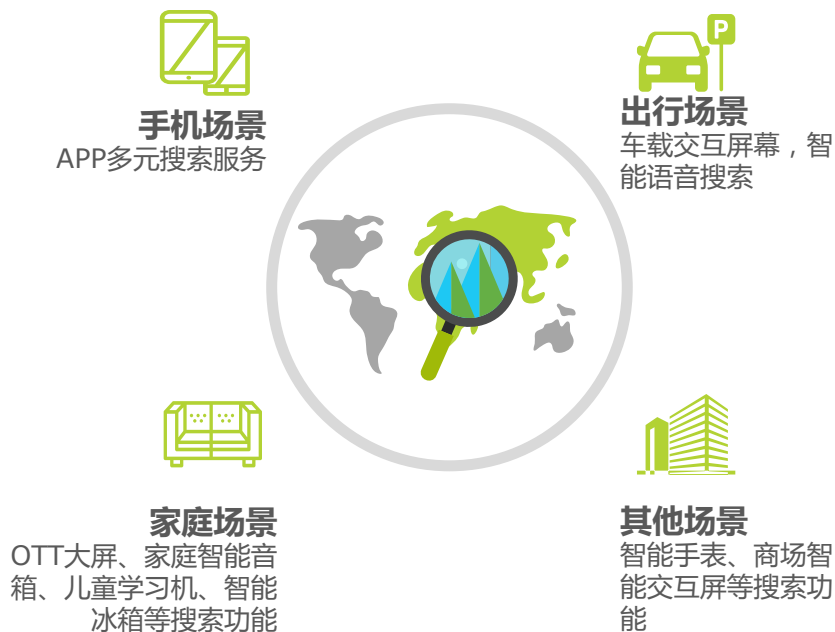 手机场景
APP多元搜索服务
P
出行场景
车载交互屏幕，智
能语音搜索
家庭场景
OTT大屏、家庭智能音
箱、儿童学习机、智能
冰箱等搜索功能
其他场景
智能手表、商场智
能交互屏等搜索功
能